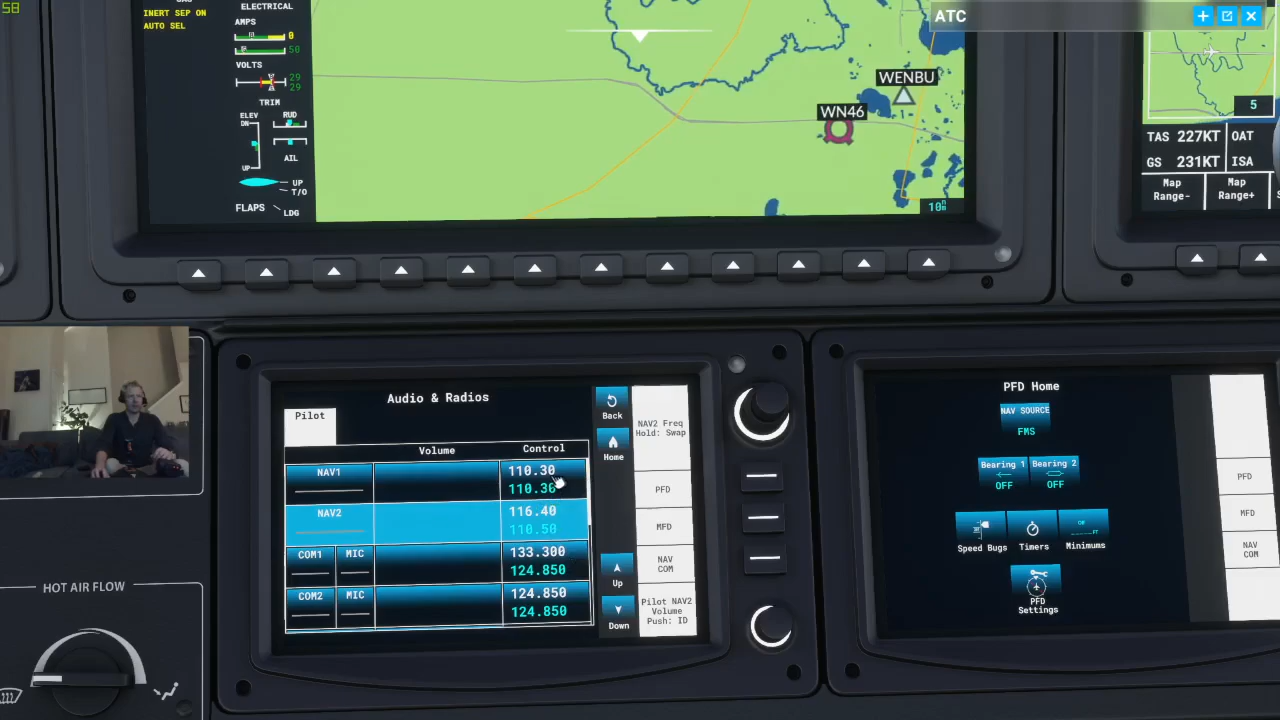 58
INERT SEP ON
AUTO SEL
ELECTRICAL
AMPS
0
50
VOLTS
29
29
TRIM
ELEV
DN
RUD
AIL
UP
UP
T/O
FLAPS
LDG
WENBU
WN46
10
ATC
5
TAS 227KT
OAT
GS 231KT
ISA
Map
Range-
Map
Range+
HOT AIR FLOW
Audio & Radios
Pilot
Volume
Control
NAV1
110.30
110.30
NAV2
116.40
110.50
COM1
MIC
133.300
124.850
COM2
MIC
124.850
124.850
Back
Home
Up
Down
NAV2 Freq
Hold: Swap
PFD
MFD
NAV
COM
Pilot NAV2
Volume
Push: ID
PFD Home
NAV SOURCE
FMS
Bearing 1
OFF
Bearing 2
OFF
Speed Bugs
Timers
Minimums
PFD
Settings
PFD
MFD
NAV
COM